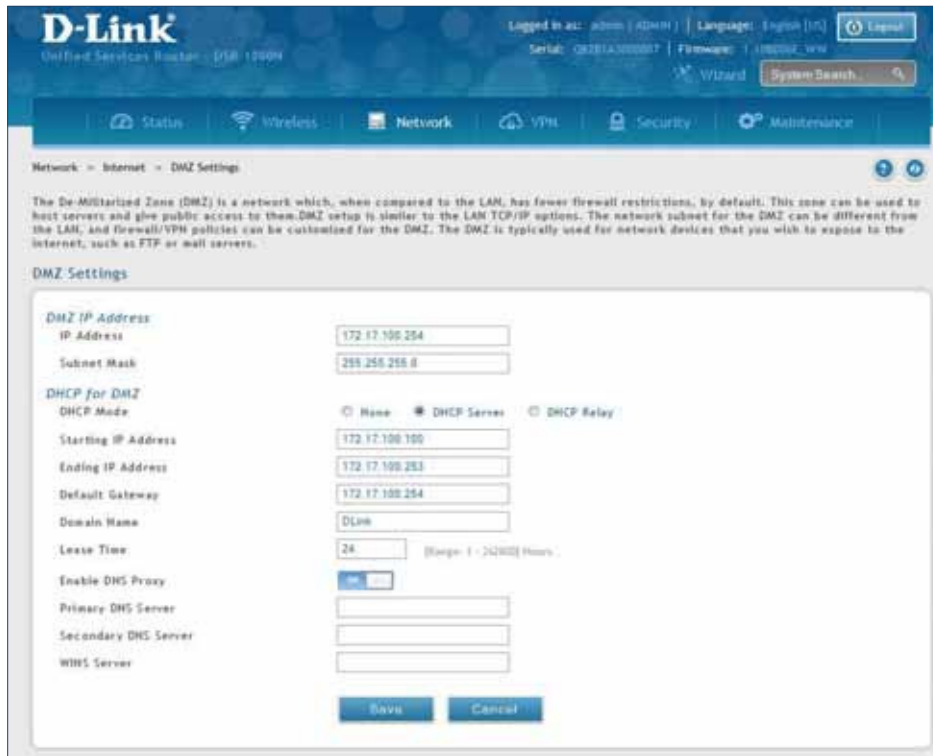 D-Link
Unified Services Router - DSR-1000N
Logged in as: admin ( ADMIN ) | Language: English [US]
Logout
Serial: | Firmware:
Wizard
System Search...
Status
Wireless
Network
VPN
Security
Maintenance
Network » Internet » DMZ Settings
The De-Militarized Zone (DMZ) is a network which, when compared to the LAN, has fewer firewall restrictions, by default. This zone can be used to
host servers and give public access to them.DMZ setup is similar to the LAN TCP/IP options. The network subnet for the DMZ can be different from
the LAN, and firewall/VPN policies can be customized for the DMZ. The DMZ is typically used for network devices that you wish to expose to the
internet, such as FTP or mail servers.
DMZ Settings
DMZ IP Address
IP Address 172.17.100.254
Subnet Mask 255.255.255.0
DHCP for DMZ
DHCP Mode None DHCP Server DHCP Relay
Starting IP Address 172.17.100.100
Ending IP Address 172.17.100.253
Default Gateway 172.17.100.254
Domain Name DLink
Lease Time 24 [Range: 1 - 262800] Hours
Enable DNS Proxy ON
Primary DNS Server
Secondary DNS Server
WINS Server
Save Cancel